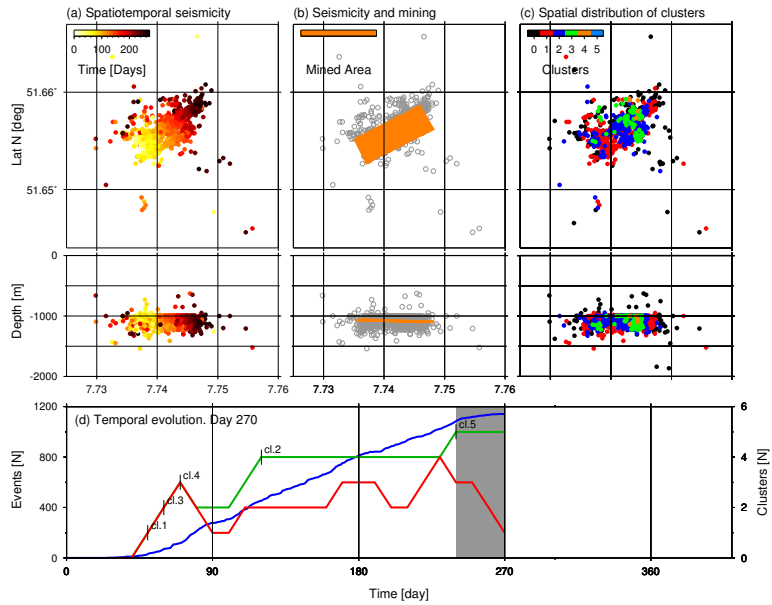 (a) Spatiotemporal seismicity
(b) Seismicity and mining
(c) Spatial distribution of clusters
0 100 200
0 1 2 3 4 5
Time [Days]
Mined Area
Clusters
51.66°
51.65°
Lat N [deg]
0
-1000
-2000
Depth [m]
7.73 7.74 7.75 7.76
7.73 7.74 7.75 7.76
(d) Temporal evolution. Day 270
cl.1
cl.3
cl.4
cl.2
cl.5
1200
800
400
0
Events [N]
6
4
2
0
Clusters [N]
0 90 180 270 360
Time [day]